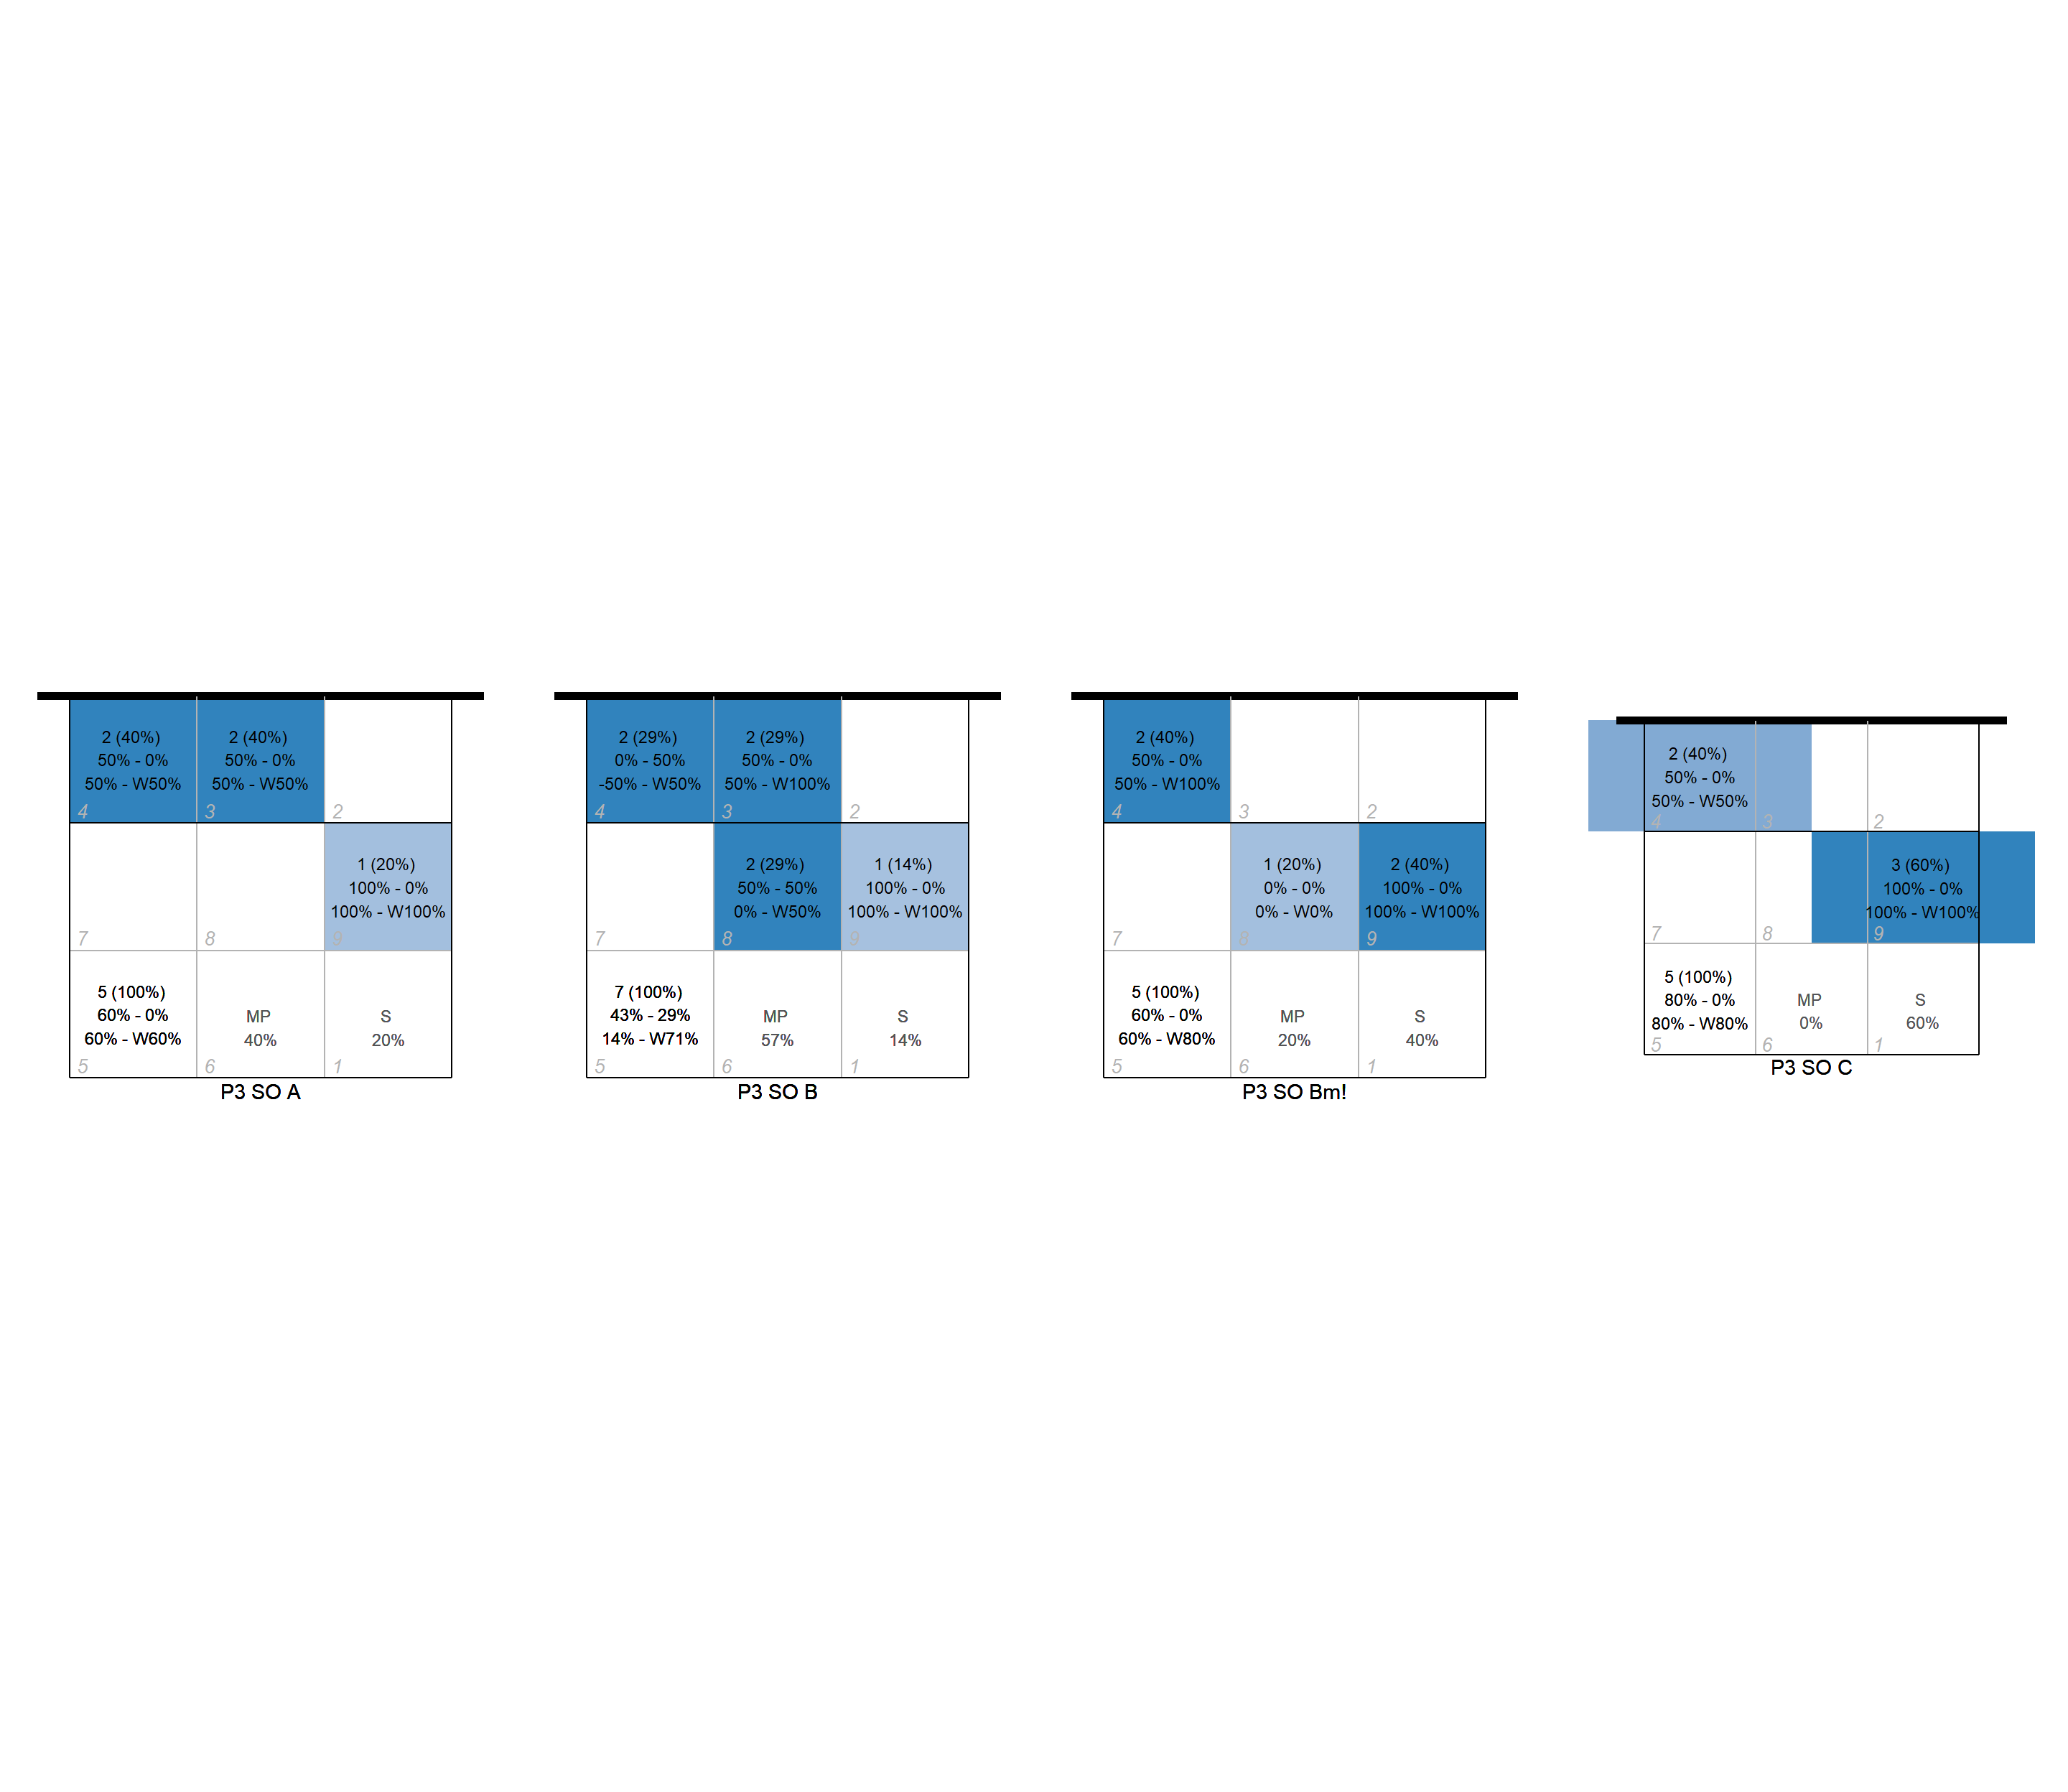 2 (40%)
50% - 0%
50% - W50%
4
2 (40%)
50% - 0%
50% - W50%
3
2
7
8
1 (20%)
100% - 0%
100% - W100%
9
5 (100%)
60% - 0%
60% - W60%
5
MP
40%
6
S
20%
1
P3 SO A
2 (29%)
0% - 50%
-50% - W50%
4
2 (29%)
50% - 0%
50% - W100%
3
2
7
2 (29%)
50% - 50%
0% - W50%
8
1 (14%)
100% - 0%
100% - W100%
9
7 (100%)
43% - 29%
14% - W71%
5
MP
57%
6
S
14%
1
P3 SO B
2 (40%)
50% - 0%
50% - W100%
4
3
2
7
1 (20%)
0% - 0%
0% - W0%
8
2 (40%)
100% - 0%
100% - W100%
9
5 (100%)
60% - 0%
60% - W80%
5
MP
20%
6
S
40%
1
P3 SO Bm!
2 (40%)
50% - 0%
50% - W50%
4
3
2
7
8
3 (60%)
100% - 0%
100% - W100%
9
5 (100%)
80% - 0%
80% - W80%
5
MP
0%
6
S
60%
1
P3 SO C